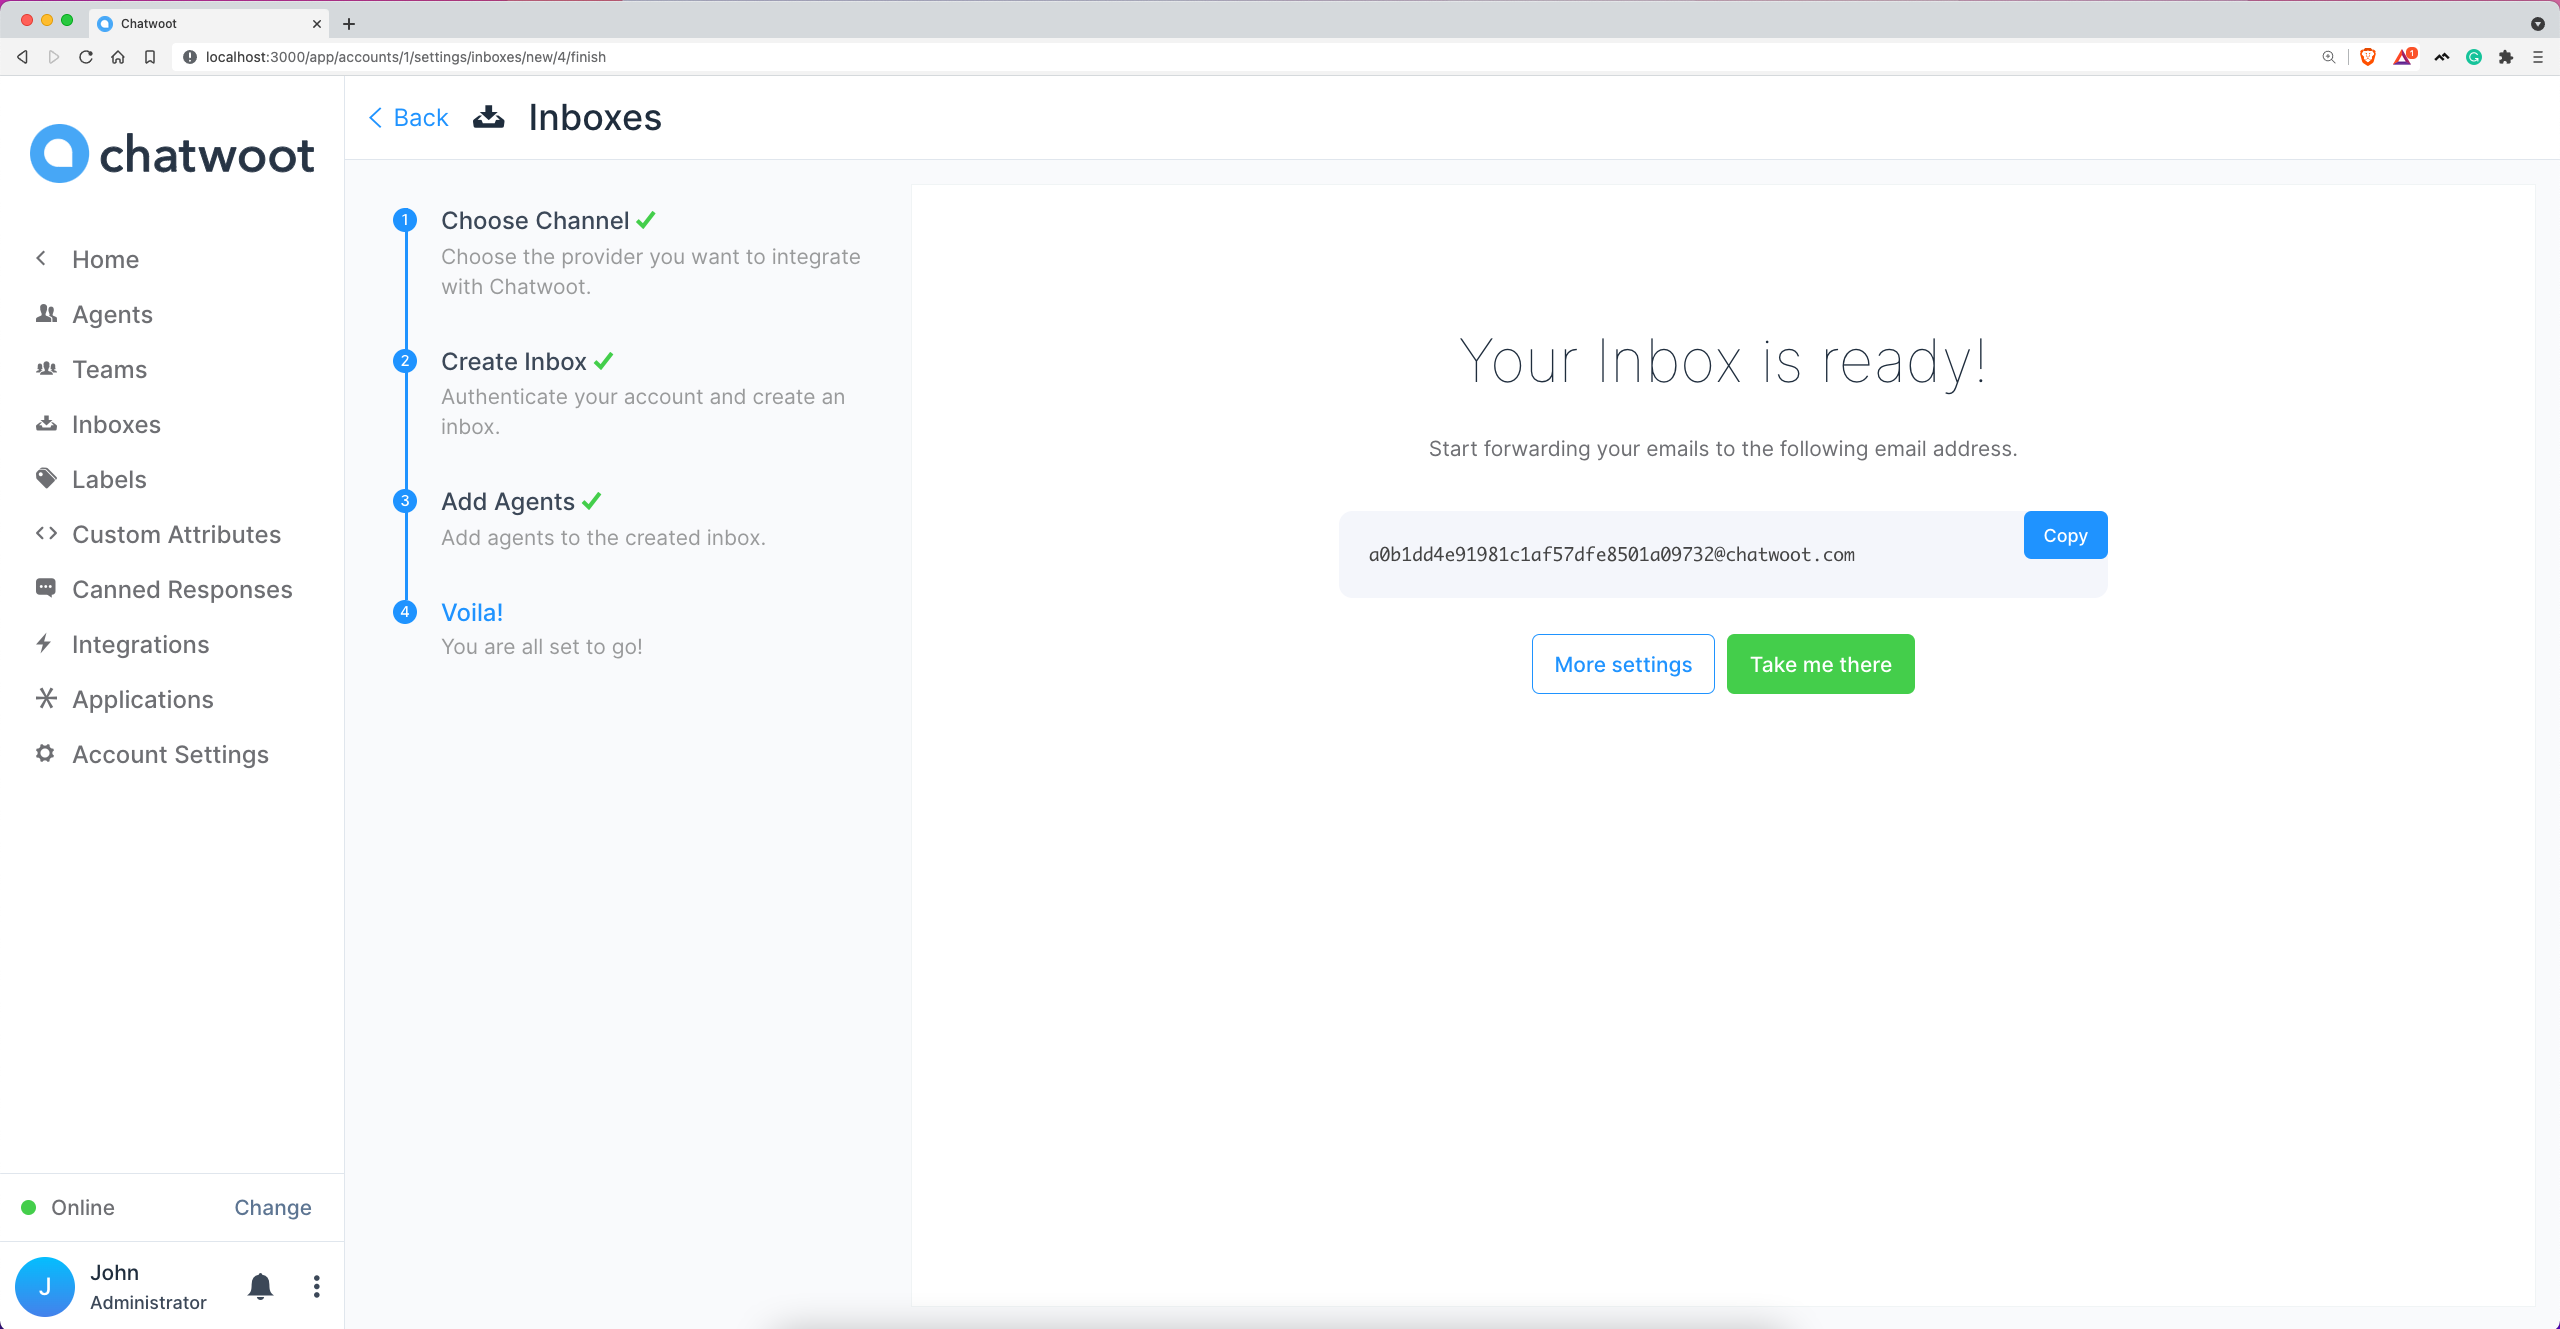 Chatwoot
localhost:3000/app/accounts/1/settings/inboxes/new/4/finish
1
chatwoot
Home
Agents
Teams
Inboxes
Labels
Custom Attributes
Canned Responses
Integrations
Applications
Account Settings
Online
Change
J
John
Administrator
Back
Inboxes
1
Choose Channel
Choose the provider you want to integrate
with Chatwoot.
2
Create Inbox
Authenticate your account and create an
inbox.
3
Add Agents
Add agents to the created inbox.
4
Voila!
You are all set to go!
Your Inbox is ready!
Start forwarding your emails to the following email address.
a0b1dd4e91981c1af57dfe8501a09732@chatwoot.com
Copy
More settings
Take me there